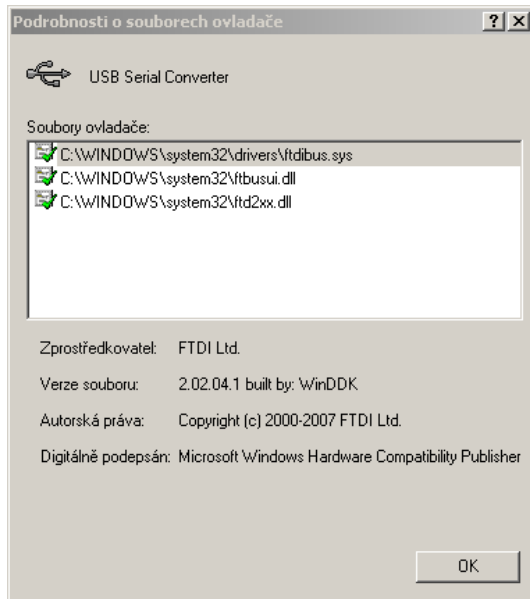 Podrobnosti o souborech ovladače
USB Serial Converter
Soubory ovladače:
C:\WINDOWS\system32\drivers\ftdibus.sys
C:\WINDOWS\system32\ftbusui.dll
C:\WINDOWS\system32\ftd2xx.dll
Zprostředkovatel: FTDI Ltd.
Verze souboru: 2.02.04.1 built by: WinDDK
Autorská práva: Copyright (c) 2000-2007 FTDI Ltd.
Digitálně podepsán: Microsoft Windows Hardware Compatibility Publisher
OK